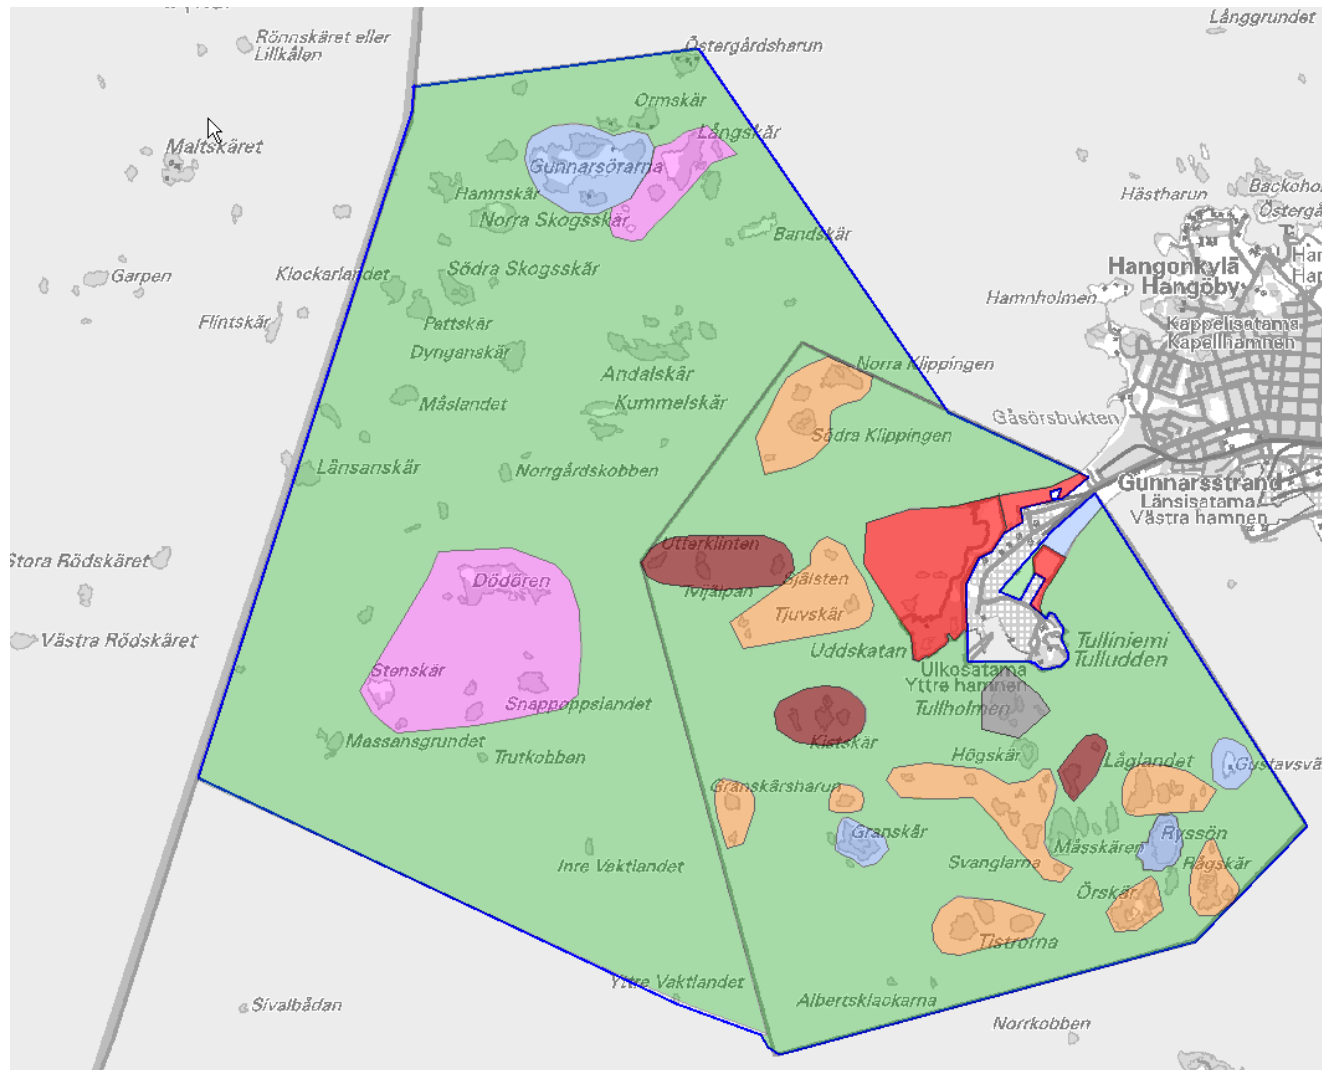 Långgrundet
Rönnskäret eller
Lillkålen
Östergårdsharun
Ormskär
Långskär
Maltskäret
Gunnarsörarna
Hästharun
Hamnskär
Norra Skogsskär
Bandskär
Hangonkylä
Hangöby
Klockarlandet
Södra Skogsskär
Garpen
Hamnholmen
Flintskär
Pattskär
Kappelisatama
Kapellhamnen
Dynganskär
Norra Klippingen
Andalskär
Måslandet
Kummelskär
Gåsörsbukten
Södra Klippingen
Länsanskär
Norrgårdskobben
Gunnarsstrand
Länsisatama
Västra hamnen
Utterklinten
Stora Rödskäret
Dödören
Själsten
Mjälpan
Tjuvskär
Västra Rödskäret
Uddskatan
Tulliniemi
Tulludden
Stenskär
Ulkosatama
Yttre hamnen
Snappoppslandet
Tullholmen
Massansgrundet
Kistskär
Trutkobben
Högskär
Låglandet
Granskärsharun
Granskär
Ryssön
Måsskären
Inre Vaktlandet
Svanglarna
Rågskär
Örskär
Tistrorna
Yttre Vaktlandet
Sivalbådan
Albertsklackarna
Norrkobben